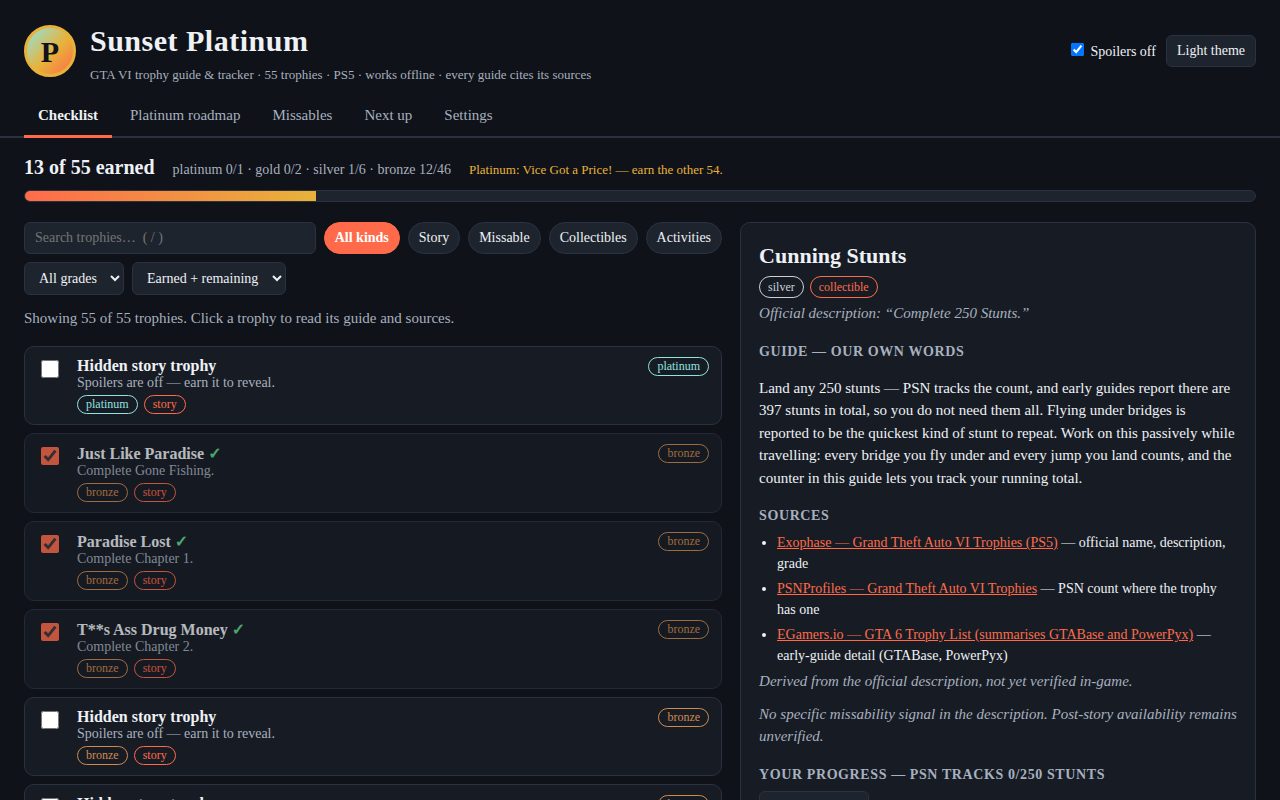 P
Sunset Platinum
GTA VI trophy guide & tracker · 55 trophies · PS5 · works offline · every guide cites its sources
Spoilers off
Light theme
Checklist
Platinum roadmap
Missables
Next up
Settings
13 of 55 earned
platinum 0/1 · gold 0/2 · silver 1/6 · bronze 12/46
Platinum: Vice Got a Price! — earn the other 54.
Search trophies… ( / )
All kinds
Story
Missable
Collectibles
Activities
All grades
Earned + remaining
Showing 55 of 55 trophies. Click a trophy to read its guide and sources.
Hidden story trophy
platinum
Spoilers are off — earn it to reveal.
platinum
story
Just Like Paradise ✓
bronze
Complete Gone Fishing.
bronze
story
Paradise Lost ✓
bronze
Complete Chapter 1.
bronze
story
T**s Ass Drug Money ✓
bronze
Complete Chapter 2.
bronze
story
Hidden story trophy
bronze
Spoilers are off — earn it to reveal.
bronze
story
Cunning Stunts
silver
collectible
Official description: “Complete 250 Stunts.”
GUIDE — OUR OWN WORDS
Land any 250 stunts — PSN tracks the count, and early guides report there are
397 stunts in total, so you do not need them all. Flying under bridges is
reported to be the quickest kind of stunt to repeat. Work on this passively while
travelling: every bridge you fly under and every jump you land counts, and the
counter in this guide lets you track your running total.
SOURCES
• Exophase — Grand Theft Auto VI Trophies (PS5) — official name, description,
grade
• PSNProfiles — Grand Theft Auto VI Trophies — PSN count where the trophy
has one
• EGamers.io — GTA 6 Trophy List (summarises GTABase and PowerPyx) —
early-guide detail (GTABase, PowerPyx)
Derived from the official description, not yet verified in-game.
No specific missability signal in the description. Post-story availability remains
unverified.
YOUR PROGRESS — PSN TRACKS 0/250 STUNTS